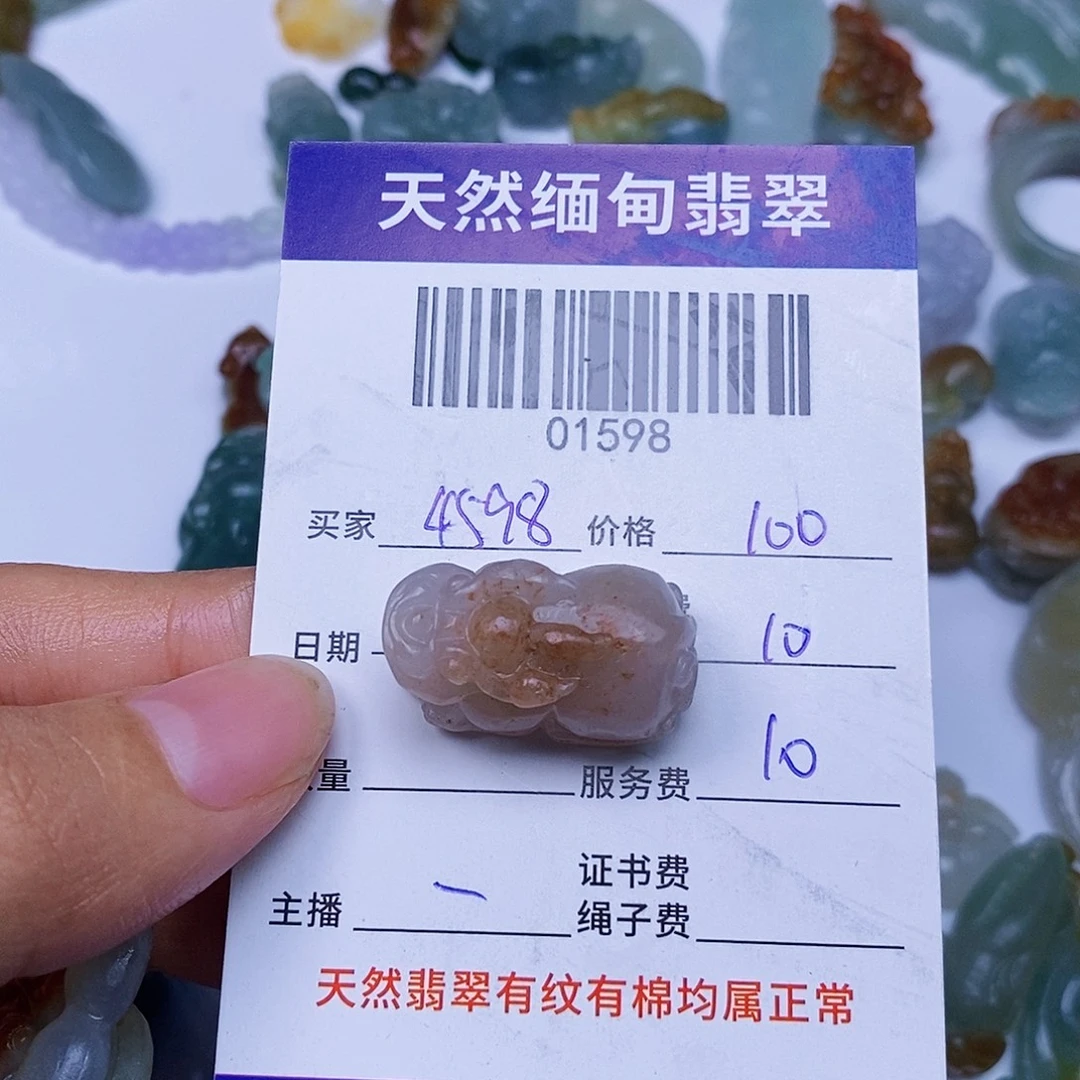 天然缅甸翡翠
01598
买家 4598 价格 100
日期 费 10
量 服务费 10
证书费
主播 一 绳子费
天然翡翠有纹有棉均属正常